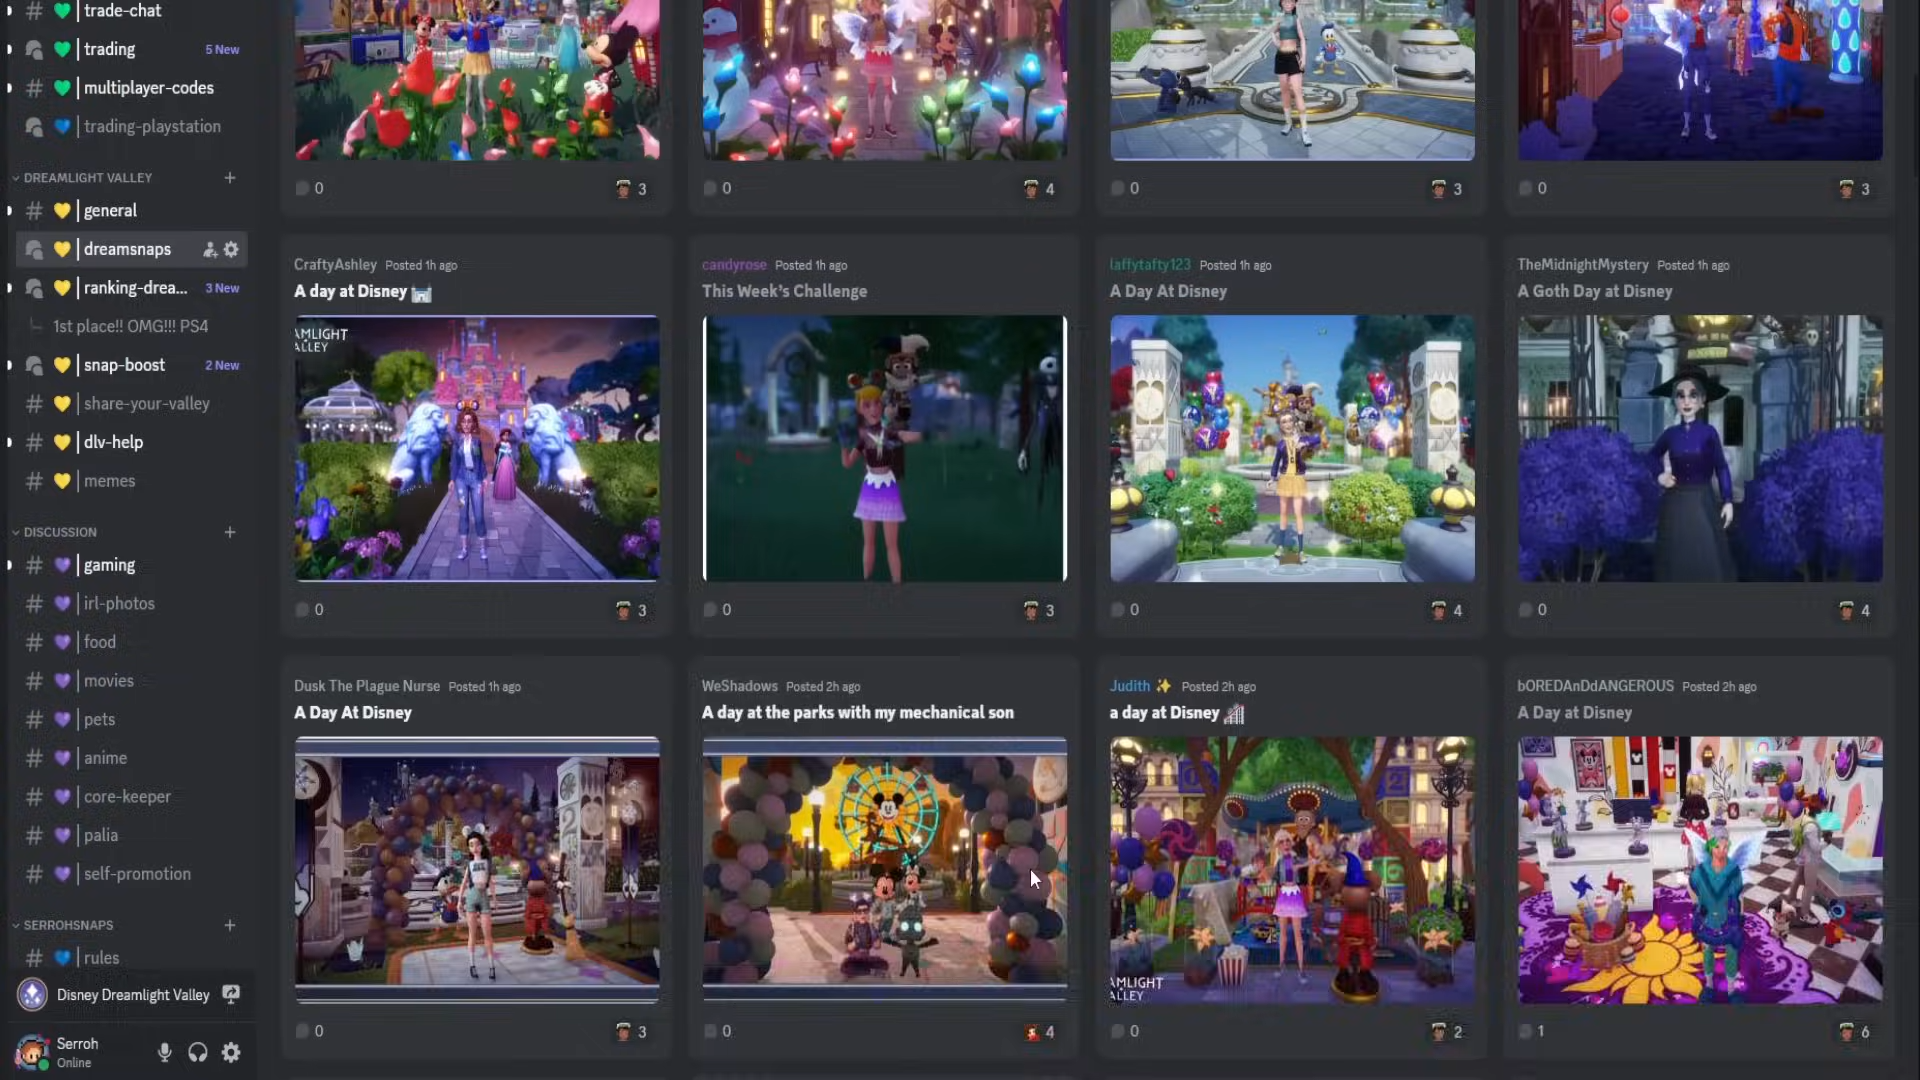 trade-chat
trading
5 New
multiplayer-codes
trading-playstation
DREAMLIGHT VALLEY
general
dreamsnaps
ranking-drea...
3 New
1st place!! OMG!!! PS4
snap-boost
2 New
share-your-valley
dlv-help
memes
DISCUSSION
gaming
irl-photos
food
movies
pets
anime
core-keeper
palia
self-promotion
SERROHSNAPS
rules
Disney Dreamlight Valley
Serroh
Online
0
3
0
4
0
3
0
3
CraftyAshley Posted 1h ago
A day at Disney
AMLIGHT
ALLEY
0
3
candyrose Posted 1h ago
This Week's Challenge
0
3
laffytafty123 Posted 1h ago
A Day At Disney
0
4
TheMidnightMystery Posted 1h ago
A Goth Day at Disney
0
4
Dusk The Plague Nurse Posted 1h ago
A Day At Disney
0
3
WeShadows Posted 2h ago
A day at the parks with my mechanical son
0
4
Judith Posted 2h ago
a day at Disney
AMLIGHT
ALLEY
0
2
bOREDAnDdANGEROUS Posted 2h ago
A Day at Disney
1
6